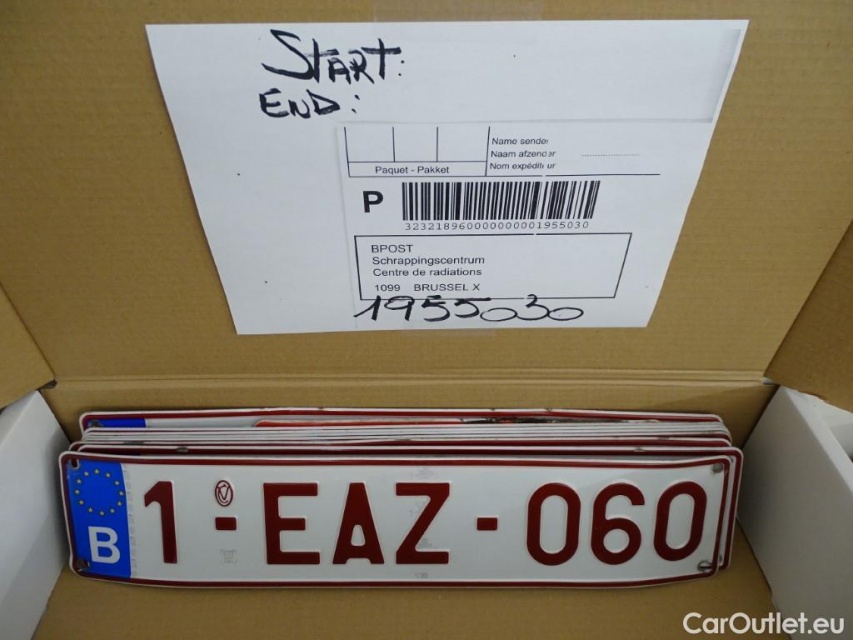 START:
END:
Name sender
Naam afzender
Nom expéditeur
Paquet - Pakket
P
323218960000000001955030
BPOST
Schrappingscentrum
Centre de radiations
1099 BRUSSEL X
1955030
B 1-EAZ-060
CarOutlet.eu